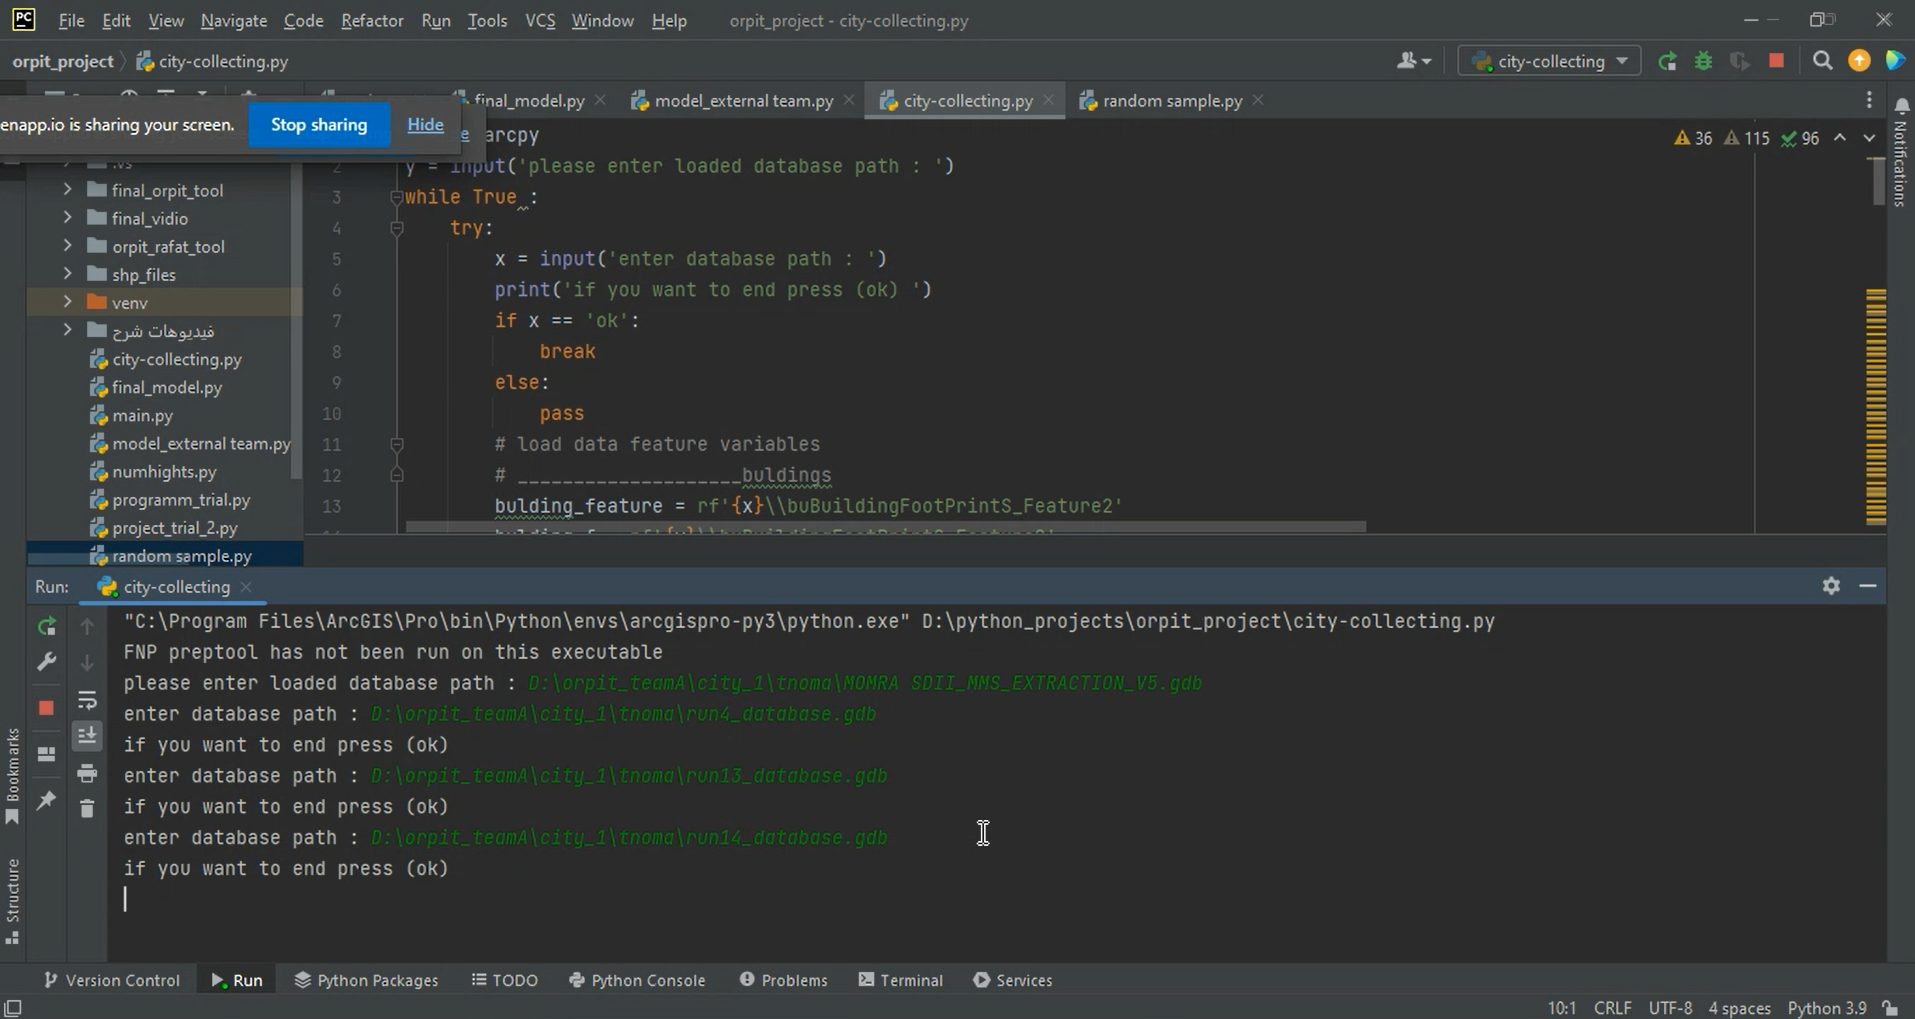 PC File Edit View Navigate Code Refactor Run Tools VCS Window Help orpit_project - city-collecting.py
orpit_project city-collecting.py city-collecting
final_model.py model_external team.py city-collecting.py random sample.py
enapp.io is sharing your screen. Stop sharing Hide
arcpy
36 115 96
Notifications
2 y = input('please enter loaded database path : ')
3 while True :
4 try:
5 x = input('enter database path : ')
6 print('if you want to end press (ok) ')
7 if x == 'ok':
8 break
9 else:
10 pass
11 # load data feature variables
12 # ____________________buldings
13 bulding_feature = rf'{x}\\buBuildingFootPrintS_Feature2'
.vs
final_orpit_tool
final_vidio
orpit_rafat_tool
shp_files
venv
فيديوهات شرح
city-collecting.py
final_model.py
main.py
model_external team.py
numhights.py
programm_trial.py
project_trial_2.py
random sample.py
Run: city-collecting
"C:\Program Files\ArcGIS\Pro\bin\Python\envs\arcgispro-py3\python.exe" D:\python_projects\orpit_project\city-collecting.py
FNP preptool has not been run on this executable
please enter loaded database path : D:\orpit_teamA\city_1\tnoma\MOMRA SDII_MMS_EXTRACTION_V5.gdb
enter database path : D:\orpit_teamA\city_1\tnoma\run4_database.gdb
if you want to end press (ok)
enter database path : D:\orpit_teamA\city_1\tnoma\run13_database.gdb
if you want to end press (ok)
enter database path : D:\orpit_teamA\city_1\tnoma\run14_database.gdb
if you want to end press (ok)
Bookmarks
Structure
Version Control Run Python Packages TODO Python Console Problems Terminal Services
10:1 CRLF UTF-8 4 spaces Python 3.9